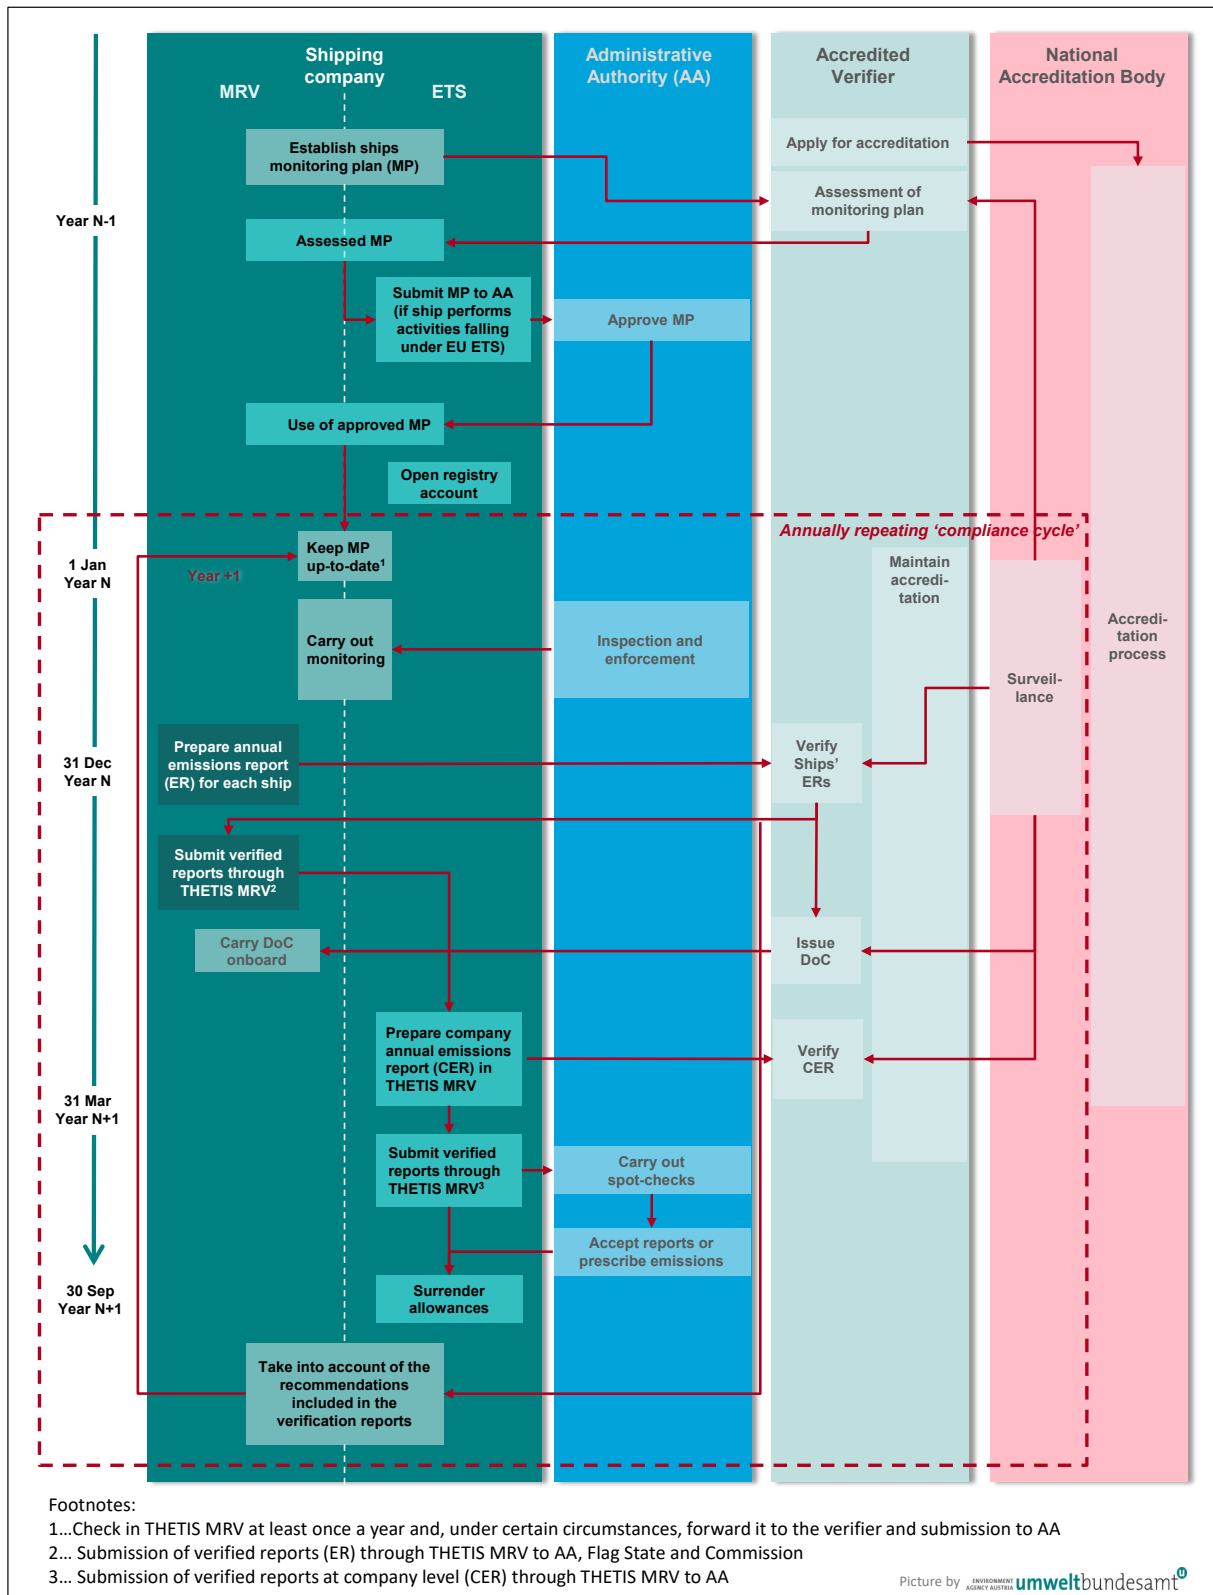 Shipping
company
MRV
ETS
Administrative
Authority (AA)
Accredited
Verifier
National
Accreditation Body
Establish ships
monitoring plan (MP)
Apply for accreditation
Assessment of
monitoring plan
Year N-1
Assessed MP
Submit MP to AA
(if ship performs
activities falling
under EU ETS)
Approve MP
Use of approved MP
Open registry
account
Annually repeating ‘compliance cycle’
1 Jan
Year N
Year +1
Keep MP
up-to-date1
Maintain
accredi-
tation
Carry out
monitoring
Inspection and
enforcement
Accredi-
tation
process
Surveil-
lance
31 Dec
Year N
Prepare annual
emissions report
(ER) for each ship
Verify
Ships’
ERs
Submit verified
reports through
THETIS MRV2
Carry DoC
onboard
Issue
DoC
Prepare company
annual emissions
report (CER) in
THETIS MRV
Verify
CER
31 Mar
Year N+1
Submit verified
reports through
THETIS MRV3
Carry out
spot-checks
Accept reports or
prescribe emissions
30 Sep
Year N+1
Surrender
allowances
Take into account of the
recommendations
included in the
verification reports
Footnotes:
1…Check in THETIS MRV at least once a year and, under certain circumstances, forward it to the verifier and submission to AA
2… Submission of verified reports (ER) through THETIS MRV to AA, Flag State and Commission
3… Submission of verified reports at company level (CER) through THETIS MRV to AA
Picture by
ENVIRONMENT
AGENCY AUSTRIA
umweltbundesamt
u